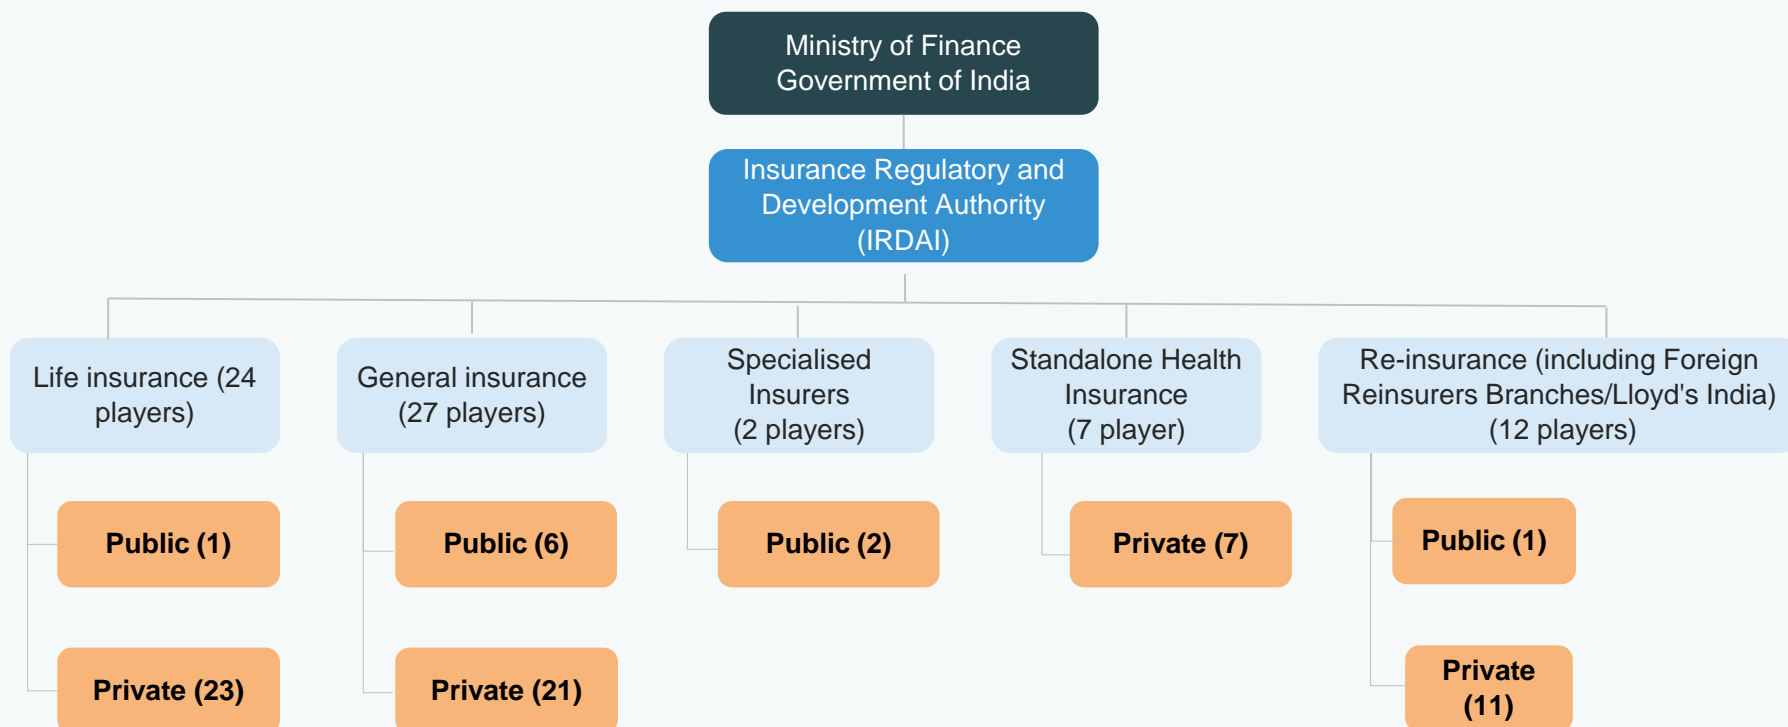 Ministry of Finance
Government of India
Insurance Regulatory and
Development Authority
(IRDAI)
Life insurance (24
players)
General insurance
(27 players)
Specialised
Insurers
(2 players)
Standalone Health
Insurance
(7 player)
Re-insurance (including Foreign
Reinsurers Branches/Lloyd's India)
(12 players)
Public (1)
Public (6)
Public (2)
Private (7)
Public (1)
Private (23)
Private (21)
Private
(11)